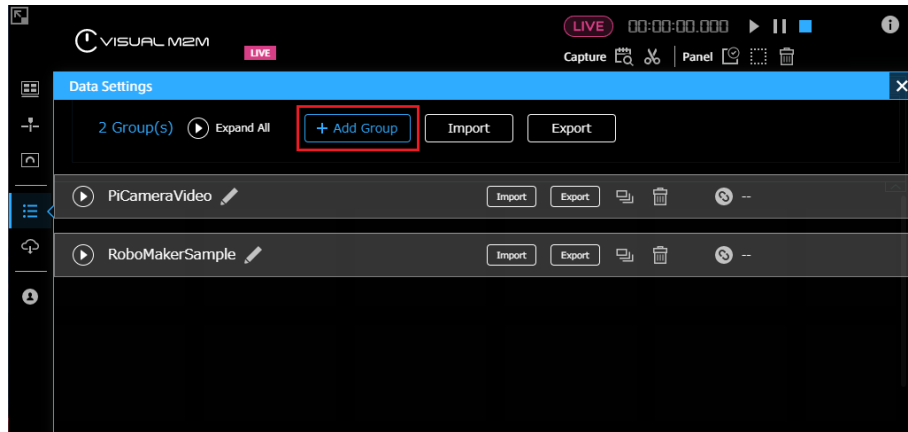 VISUAL M2M
LIVE
LIVE 00:00:00.000
Capture Panel
Data Settings
2 Group(s) Expand All + Add Group Import Export
PiCameraVideo Import Export --
RoboMakerSample Import Export --